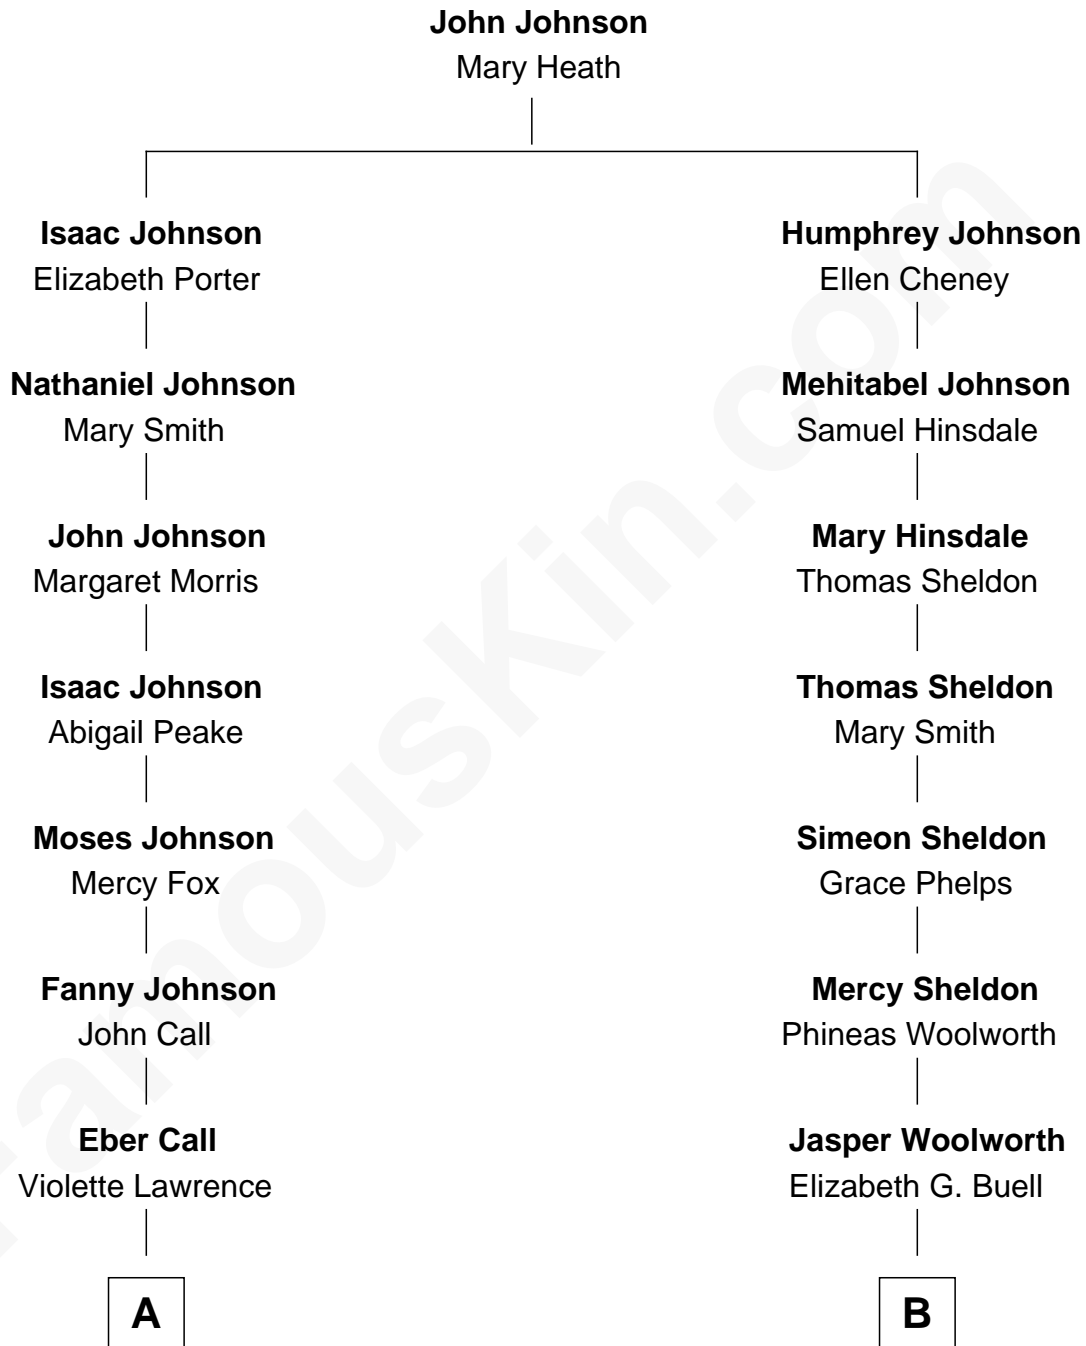 John Johnson
Mary Heath
Isaac Johnson
Elizabeth Porter
Nathaniel Johnson
Mary Smith
John Johnson
Margaret Morris
Isaac Johnson
Abigail Peake
Moses Johnson
Mercy Fox
Fanny Johnson
John Call
Eber Call
Violette Lawrence
A
Humphrey Johnson
Ellen Cheney
Mehitabel Johnson
Samuel Hinsdale
Mary Hinsdale
Thomas Sheldon
Thomas Sheldon
Mary Smith
Simeon Sheldon
Grace Phelps
Mercy Sheldon
Phineas Woolworth
Jasper Woolworth
Elizabeth G. Buell
B
FamousKin.com